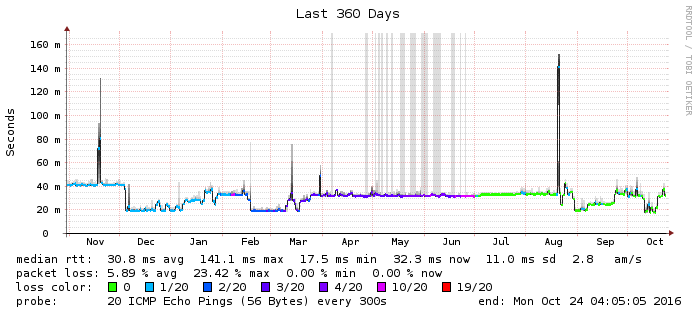 Last 360 Days
RRDTOOL / TOBI OETIKER
Seconds
160 m
140 m
120 m
100 m
80 m
60 m
40 m
20 m
0
Nov Dec Jan Feb Mar Apr May Jun Jul Aug Sep Oct
median rtt: 30.8 ms avg 141.1 ms max 17.5 ms min 32.3 ms now 11.0 ms sd 2.8 am/s
packet loss: 5.89 % avg 23.42 % max 0.00 % min 0.00 % now
loss color: 0 1/20 2/20 3/20 4/20 10/20 19/20
probe: 20 ICMP Echo Pings (56 Bytes) every 300s end: Mon Oct 24 04:05:05 2016